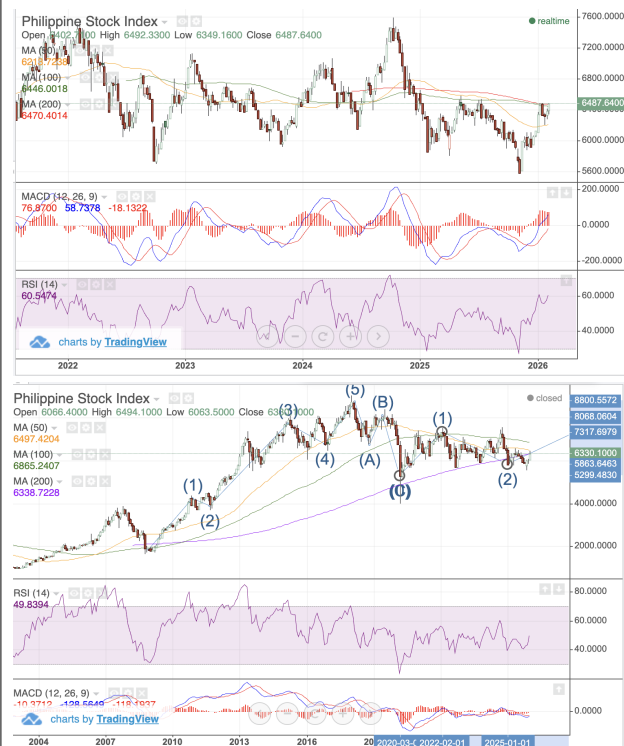 Philippine Stock Index
realtime
Open High 6492.3300 Low 6349.1600 Close 6487.6400
MA (50)
MA (100)
6446.0018
MA (200)
6470.4014
7600.0000
7200.0000
6800.0000
6487.6400
6000.0000
5600.0000
MACD (12, 26, 9)
76.8700 58.7378 -18.1322
200.0000
0.0000
-200.0000
RSI (14)
60.5474
60.0000
40.0000
charts by TradingView
2022 2023 2024 2025 2026
Philippine Stock Index
closed
Open 6066.4000 High 6494.1000 Low 6063.5000 Close
MA (50)
6497.4204
MA (100)
6865.2407
MA (200)
6338.7228
(1)
(2)
(3)
(4)
(5)
(A)
(B)
(1)
(2)
8800.5572
8068.0604
7317.6979
6330.1000
5863.6463
5299.4830
4000.0000
2000.0000
RSI (14)
49.8394
80.0000
60.0000
40.0000
MACD (12, 26, 9)
-10.3712 -128.5649 -118.1937
0.0000
charts by TradingView
2004 2007 2010 2013 2016 2022-02-01 2025-01-01